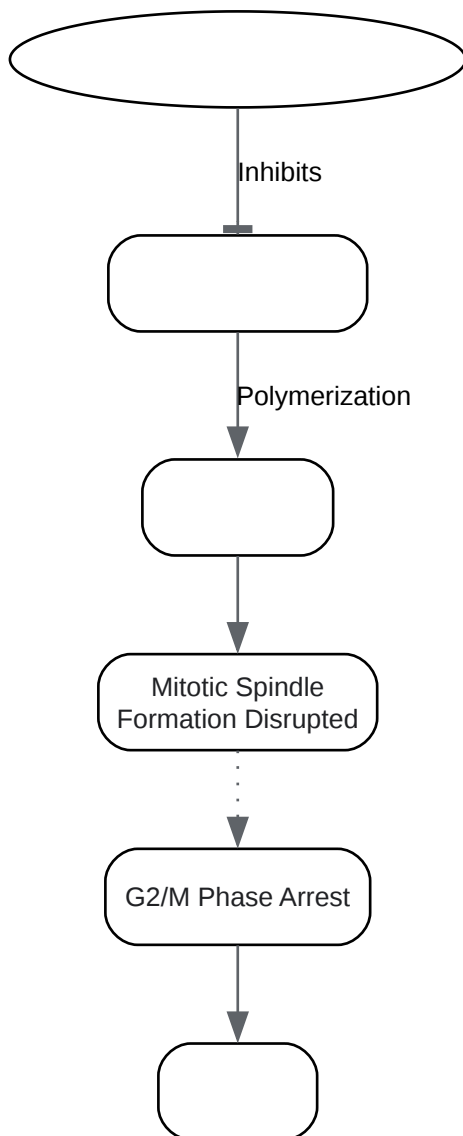 Inhibits
Polymerization
Mitotic Spindle
Formation Disrupted
G2/M Phase Arrest